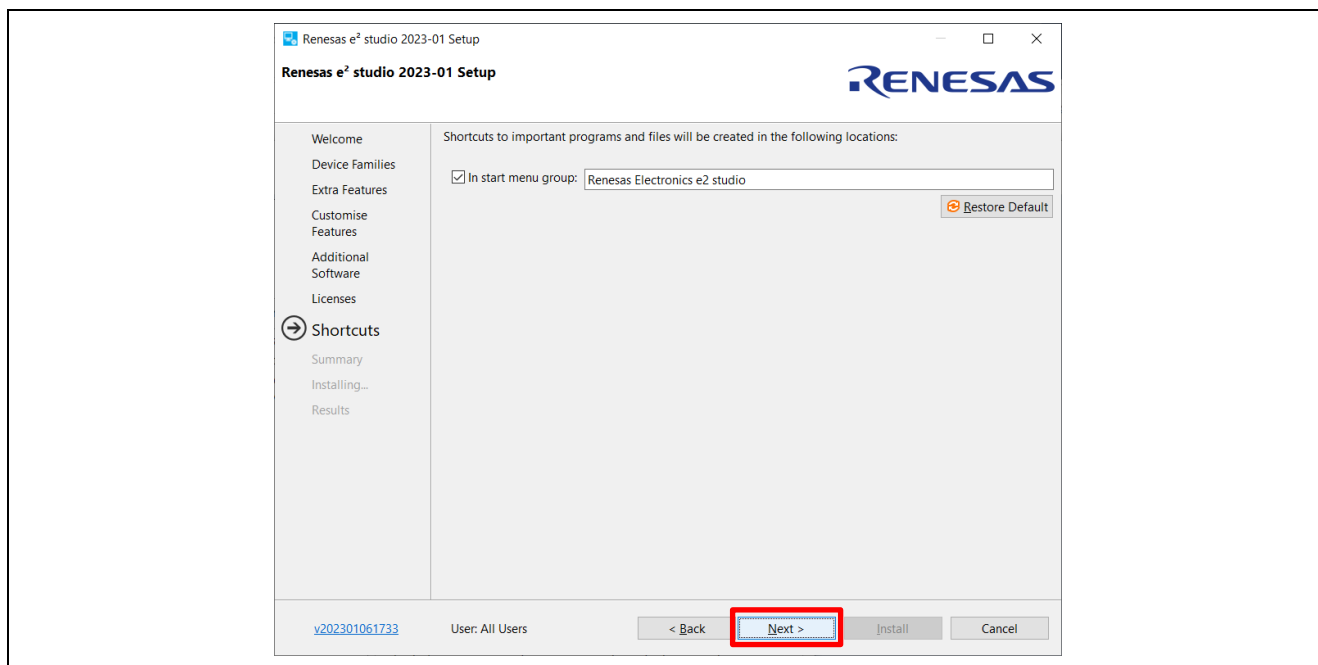 Renesas e² studio 2023-01 Setup
Renesas e² studio 2023-01 Setup
RENESAS
Welcome
Device Families
Extra Features
Customise
Features
Additional
Software
Licenses
Shortcuts
Summary
Installing...
Results
Shortcuts to important programs and files will be created in the following locations:
In start menu group: Renesas Electronics e2 studio
Restore Default
v202301061733 User: All Users < Back Next > Install Cancel